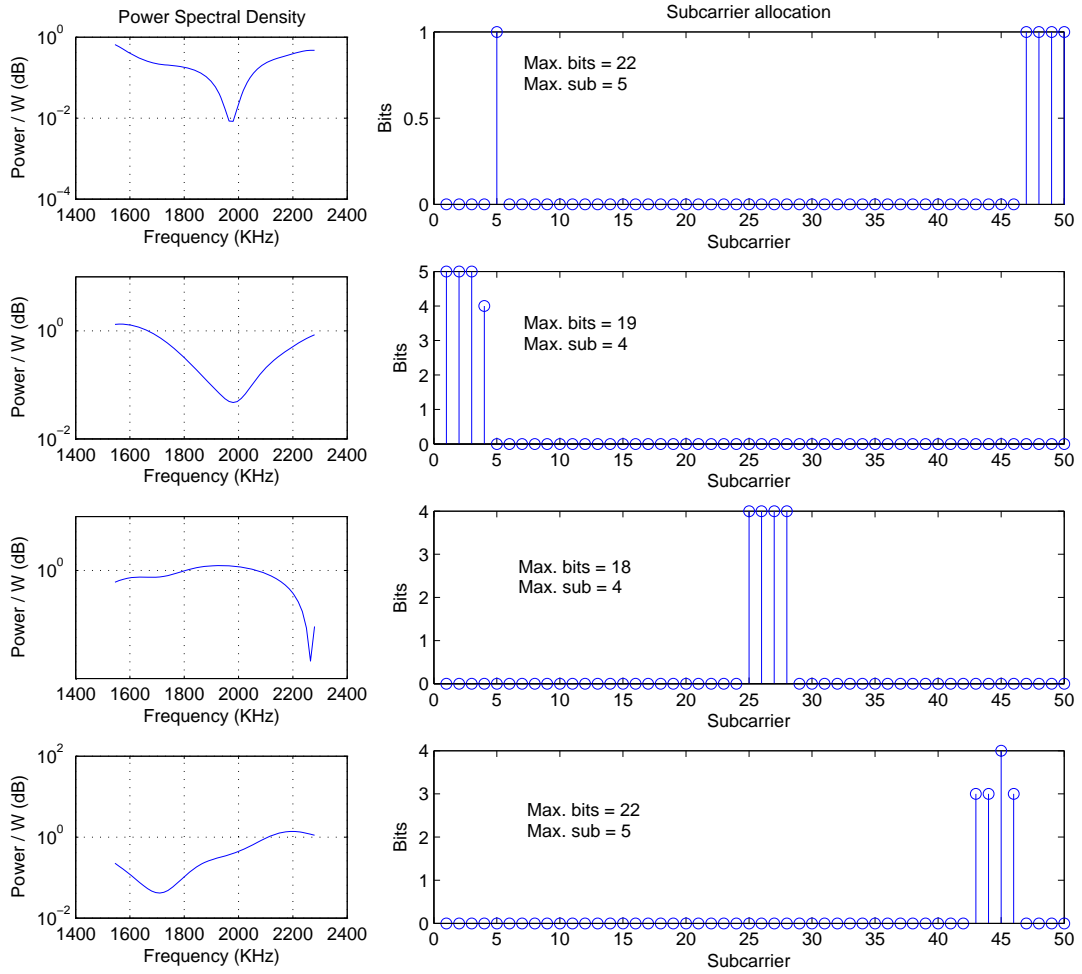 Power Spectral Density
Subcarrier allocation
10^0
10^-2
10^-4
Power / W (dB)
1400 1600 1800 2000 2200 2400
Frequency (KHz)
1
0.5
0
Bits
Max. bits = 22
Max. sub = 5
0 5 10 15 20 25 30 35 40 45 50
Subcarrier
10^0
10^-2
Power / W (dB)
1400 1600 1800 2000 2200 2400
Frequency (KHz)
5
4
3
2
1
0
Bits
Max. bits = 19
Max. sub = 4
0 5 10 15 20 25 30 35 40 45 50
Subcarrier
10^0
Power / W (dB)
1400 1600 1800 2000 2200 2400
Frequency (KHz)
4
3
2
1
0
Bits
Max. bits = 18
Max. sub = 4
0 5 10 15 20 25 30 35 40 45 50
Subcarrier
10^2
10^0
10^-2
Power / W (dB)
1400 1600 1800 2000 2200 2400
Frequency (KHz)
4
3
2
1
0
Bits
Max. bits = 22
Max. sub = 5
0 5 10 15 20 25 30 35 40 45 50
Subcarrier